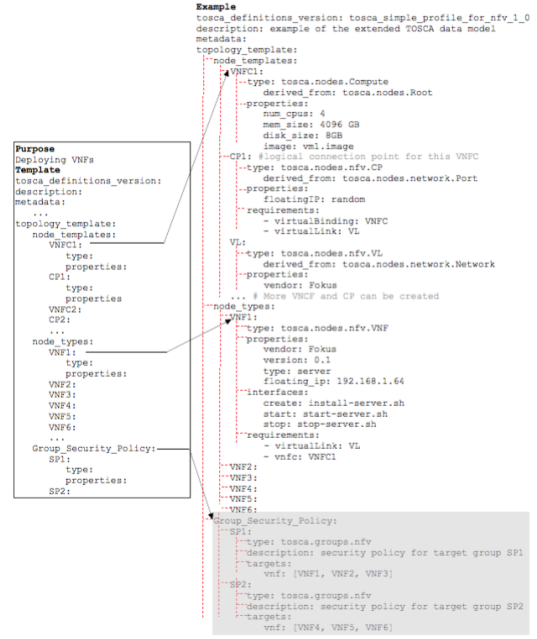 Purpose
Deploying VNFs
Template
tosca_definitions_version:
description:
metadata:
...
topology_template:
node_templates:
VNFC1:
type:
properties:
CP1:
type:
properties
VNFC2:
CP2:
...
node_types:
VNF1:
type:
properties:
VNF2:
VNF3:
VNF4:
VNF5:
VNF6:
...
Group_Security_Policy:
SP1:
type:
properties:
SP2:
Example
tosca_definitions_version: tosca_simple_profile_for_nfv_1_0
description: example of the extended TOSCA data model
metadata:
topology_template:
node_templates:
VNFC1:
type: tosca.nodes.Compute
derived_from: tosca.nodes.Root
properties:
num_cpus: 4
mem_size: 4096 GB
disk_size: 8GB
image: vml.image
CP1: #logical connection point for this VNFC
type: tosca.nodes.nfv.CP
derived_from: tosca.nodes.network.Port
properties:
floatingIP: random
requirements:
- virtualBinding: VNFC
- virtualLink: VL
VL:
type: tosca.nodes.nfv.VL
derived_from: tosca.nodes.network.Network
properties:
vendor: Fokus
... # More VNCF and CP can be created
node_types:
VNF1:
type: tosca.nodes.nfv.VNF
properties:
vendor: Fokus
version: 0.1
type: server
floating_ip: 192.168.1.64
interfaces:
create: install-server.sh
start: start-server.sh
stop: stop-server.sh
requirements:
- virtualLink: VL
- vnfc: VNFC1
VNF2:
VNF3:
VNF4:
VNF5:
VNF6:
Group_Security_Policy:
SP1:
type: tosca.groups.nfv
description: security policy for target group SP1
targets:
vnf: [VNF1, VNF2, VNF3]
SP2:
type: tosca.groups.nfv
description: security policy for target group SP2
targets:
vnf: [VNF4, VNF5, VNF6]